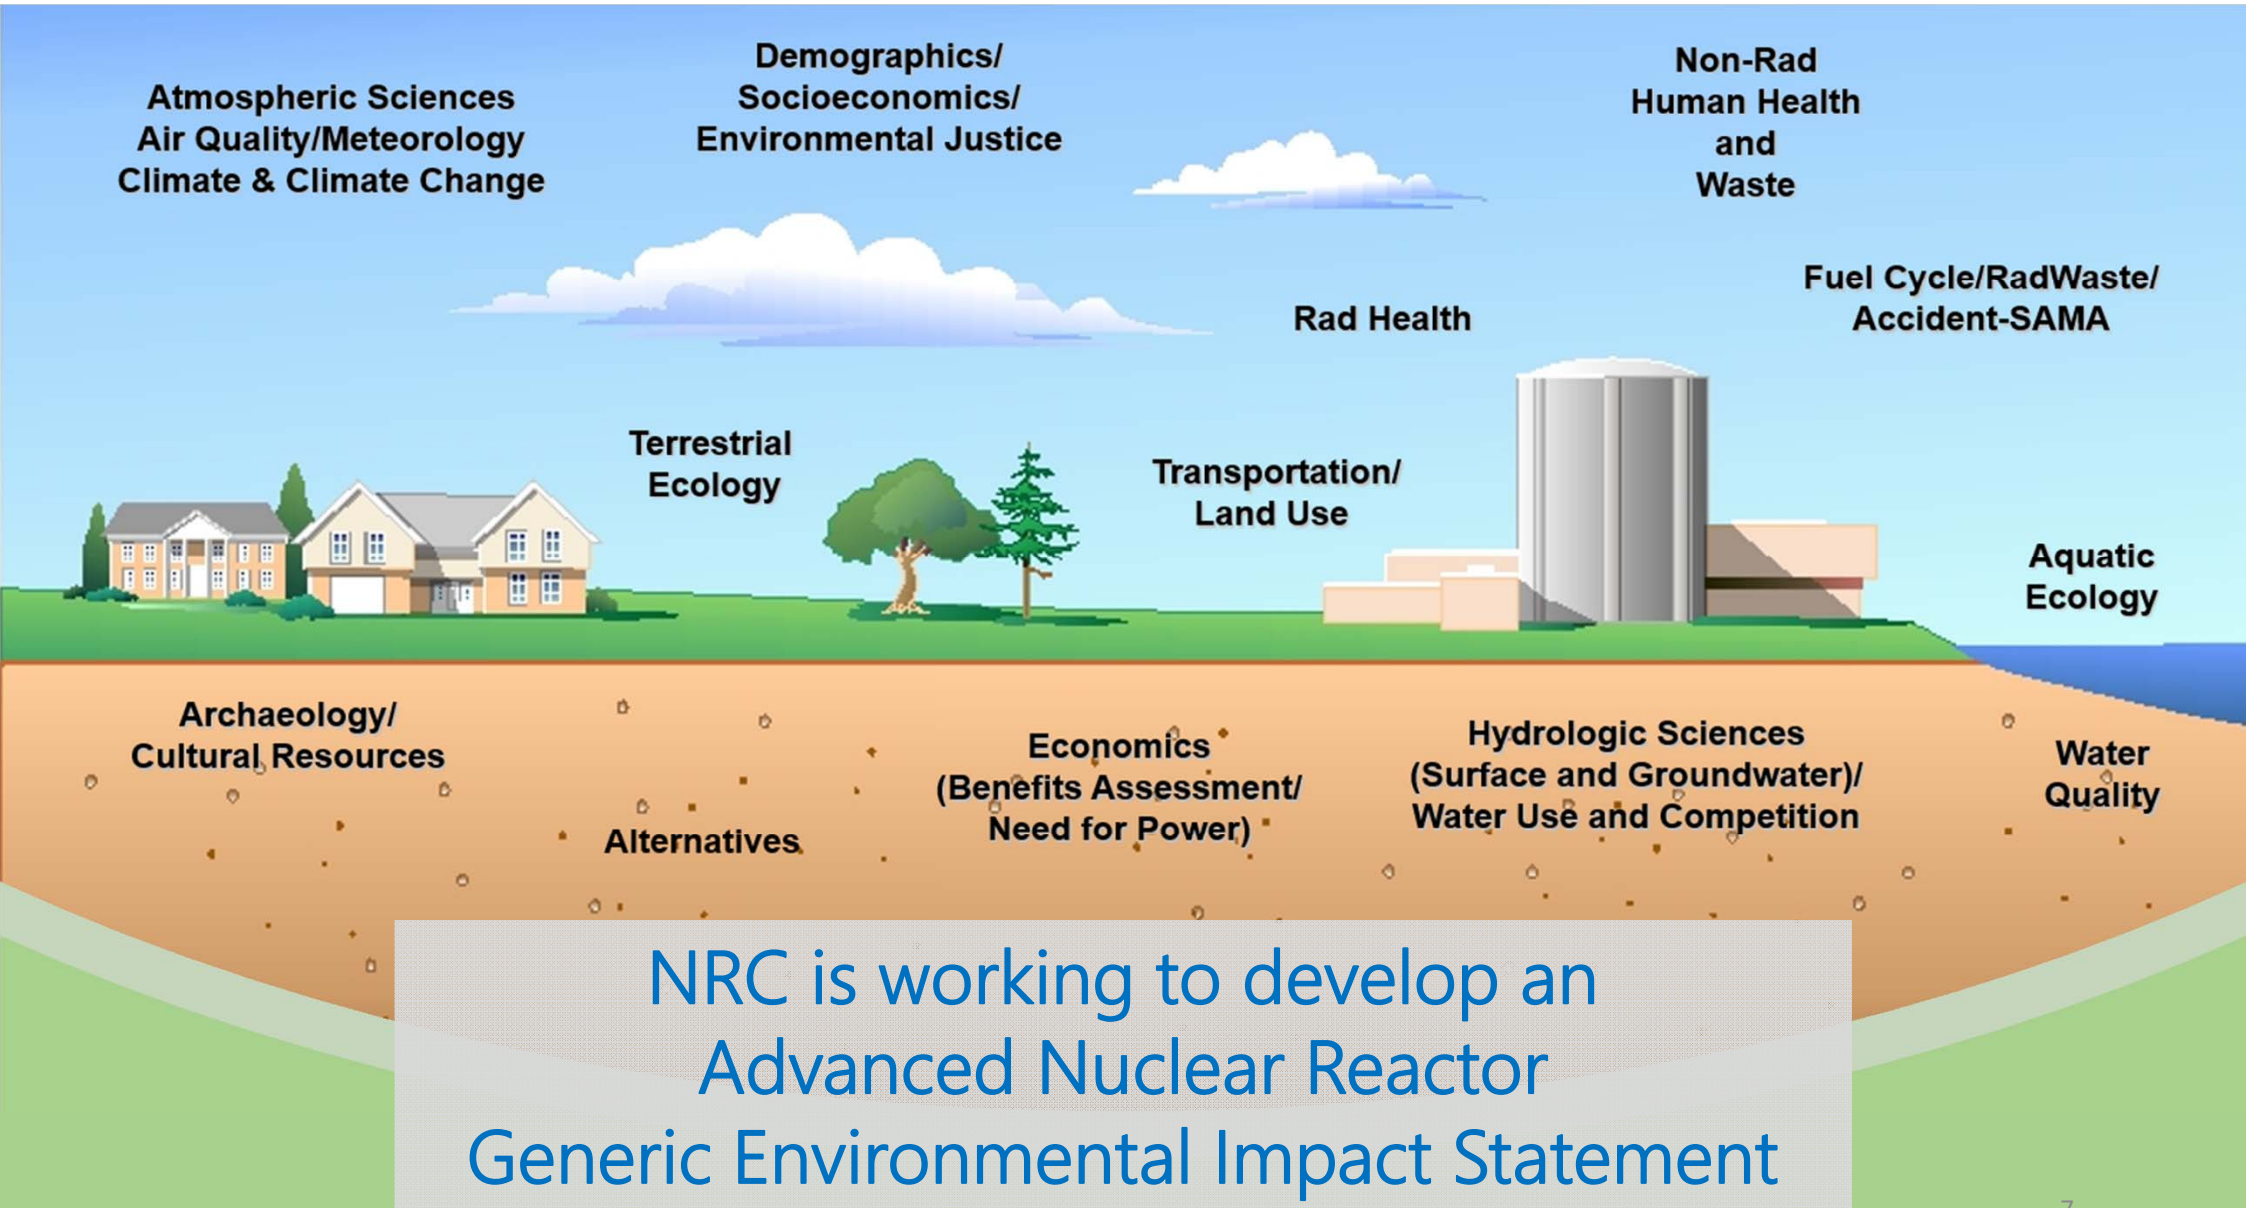 Atmospheric Sciences
Air Quality/Meteorology
Climate & Climate Change
Demographics/
Socioeconomics/
Environmental Justice
Non-Rad
Human Health
and
Waste
Fuel Cycle/RadWaste/
Accident-SAMA
Rad Health
Terrestrial
Ecology
Transportation/
Land Use
Aquatic
Ecology
Archaeology/
Cultural Resources
Alternatives
Economics
(Benefits Assessment/
Need for Power)
Hydrologic Sciences
(Surface and Groundwater)/
Water Use and Competition
Water
Quality
NRC is working to develop an
Advanced Nuclear Reactor
Generic Environmental Impact Statement